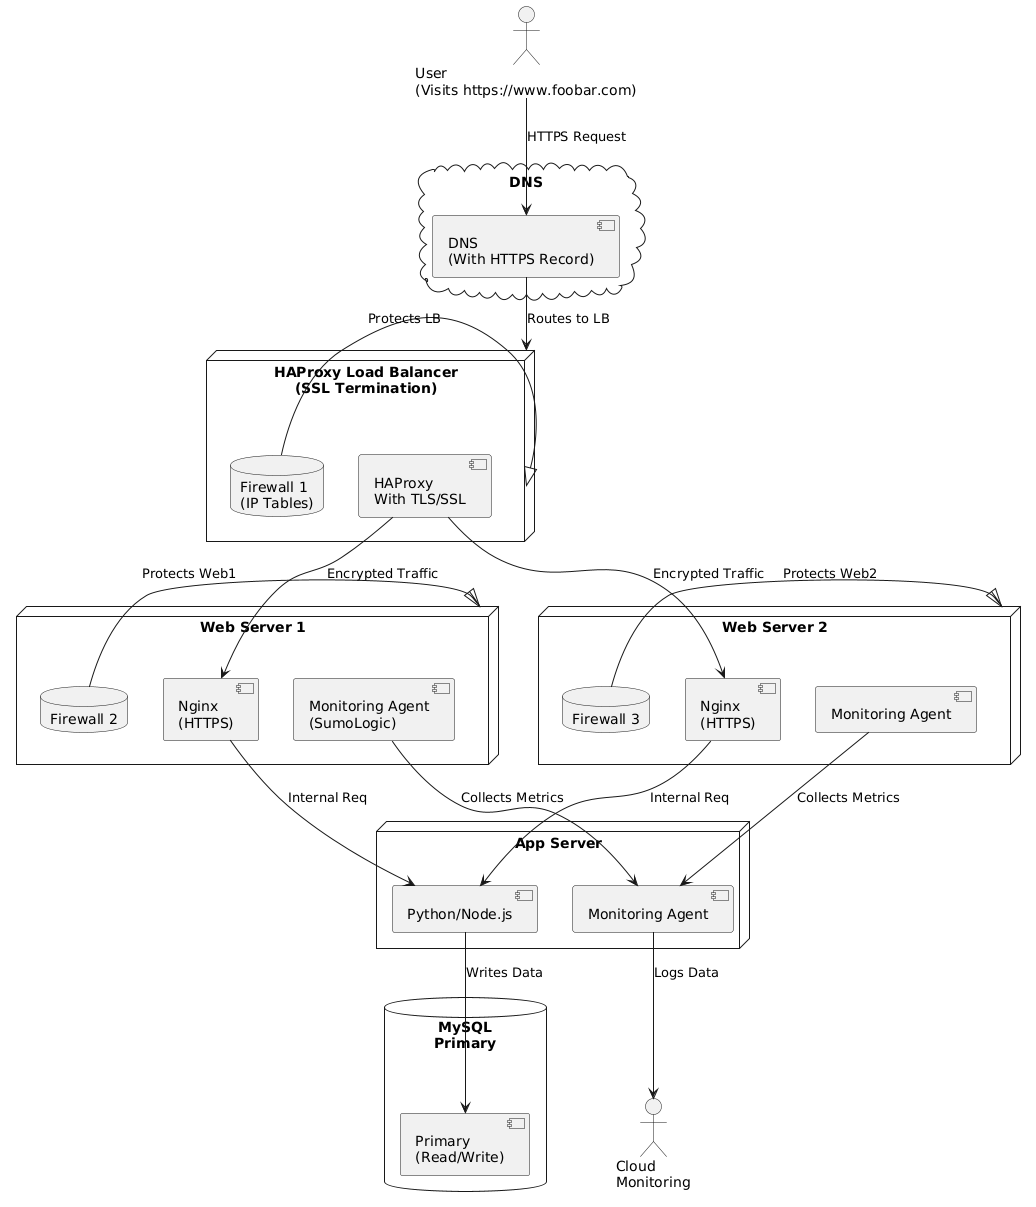 User
(Visits https://www.foobar.com)
HTTPS Request
DNS
DNS
(With HTTPS Record)
Protects LB
Routes to LB
HAProxy Load Balancer
(SSL Termination)
Firewall 1
(IP Tables)
HAProxy
With TLS/SSL
Protects Web1
Encrypted Traffic
Encrypted Traffic
Protects Web2
Web Server 1
Firewall 2
Nginx
(HTTPS)
Monitoring Agent
(SumoLogic)
Web Server 2
Firewall 3
Nginx
(HTTPS)
Monitoring Agent
Internal Req
Collects Metrics
Internal Req
Collects Metrics
App Server
Python/Node.js
Monitoring Agent
Writes Data
Logs Data
MySQL
Primary
Primary
(Read/Write)
Cloud
Monitoring